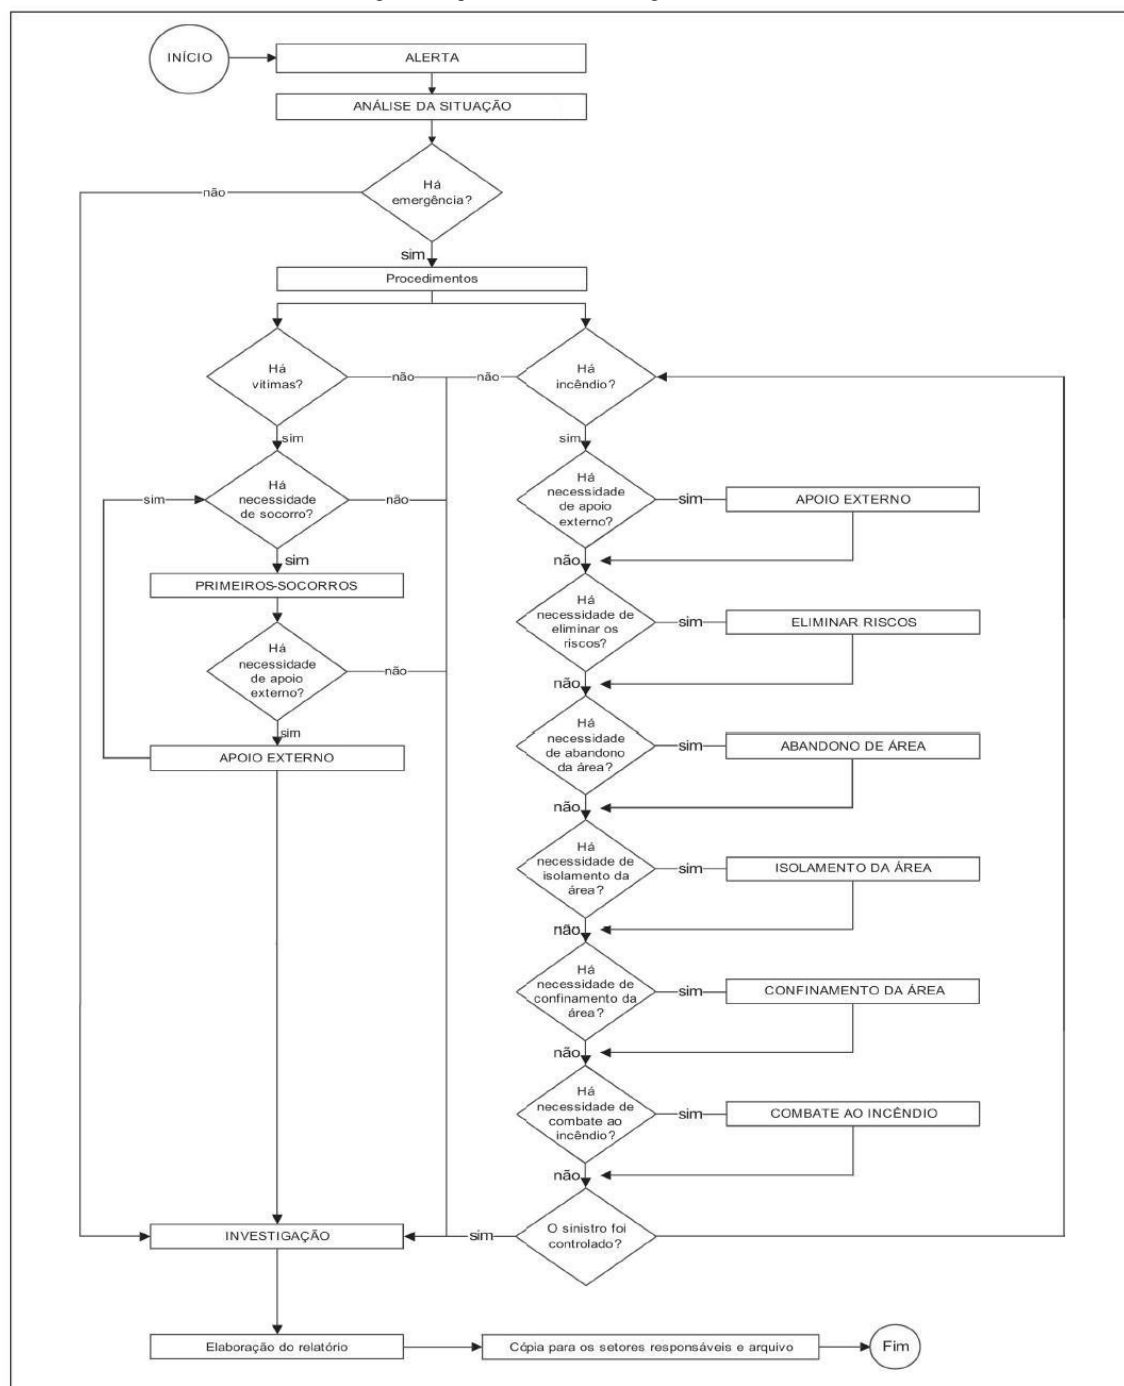 INÍCIO
ALERTA
ANÁLISE DA SITUAÇÃO
Há
emergência?
não
sim
Procedimentos
Há
vitimas?
não
não
Há
incêndio?
sim
sim
Há
necessidade
de socorro?
sim
não
Há
necessidade
de apoio
externo?
sim
APOIO EXTERNO
sim
não
PRIMEIROS-SOCORROS
Há
necessidade de
eliminar os
riscos?
sim
ELIMINAR RISCOS
Há
necessidade
de apoio
externo?
não
não
sim
Há
necessidade
de abandono
da área?
sim
ABANDONO DE ÁREA
APOIO EXTERNO
não
Há
necessidade de
isolamento da
área?
sim
ISOLAMENTO DA ÁREA
não
Há
necessidade de
confinamento da
área?
sim
CONFINAMENTO DA ÁREA
não
Há
necessidade de
combate ao
incêndio?
sim
COMBATE AO INCÊNDIO
não
O sinistro foi
controlado?
sim
INVESTIGAÇÃO
Elaboração do relatório
Cópia para os setores responsáveis e arquivo
Fim